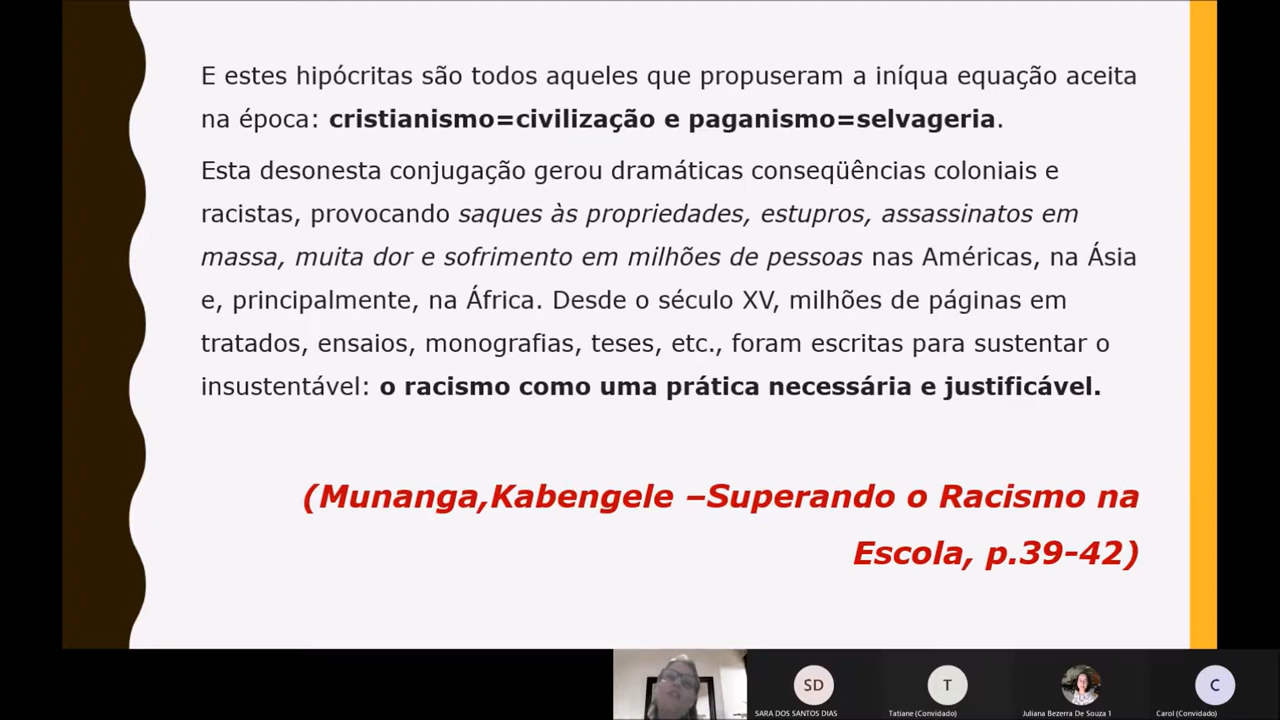 E estes hipócritas são todos aqueles que propuseram a iníqua equação aceita
na época: cristianismo=civilização e paganismo=selvageria.
Esta desonesta conjugação gerou dramáticas conseqüências coloniais e
racistas, provocando saques às propriedades, estupros, assassinatos em
massa, muita dor e sofrimento em milhões de pessoas nas Américas, na Ásia
e, principalmente, na África. Desde o século XV, milhões de páginas em
tratados, ensaios, monografias, teses, etc., foram escritas para sustentar o
insustentável: o racismo como uma prática necessária e justificável.
(Munanga,Kabengele –Superando o Racismo na
Escola, p.39-42)
SD
T
C
SARA DOS SANTOS DIAS
Tatiane (Convidado)
Juliana Bezerra De Souza 1
Carol (Convidado)